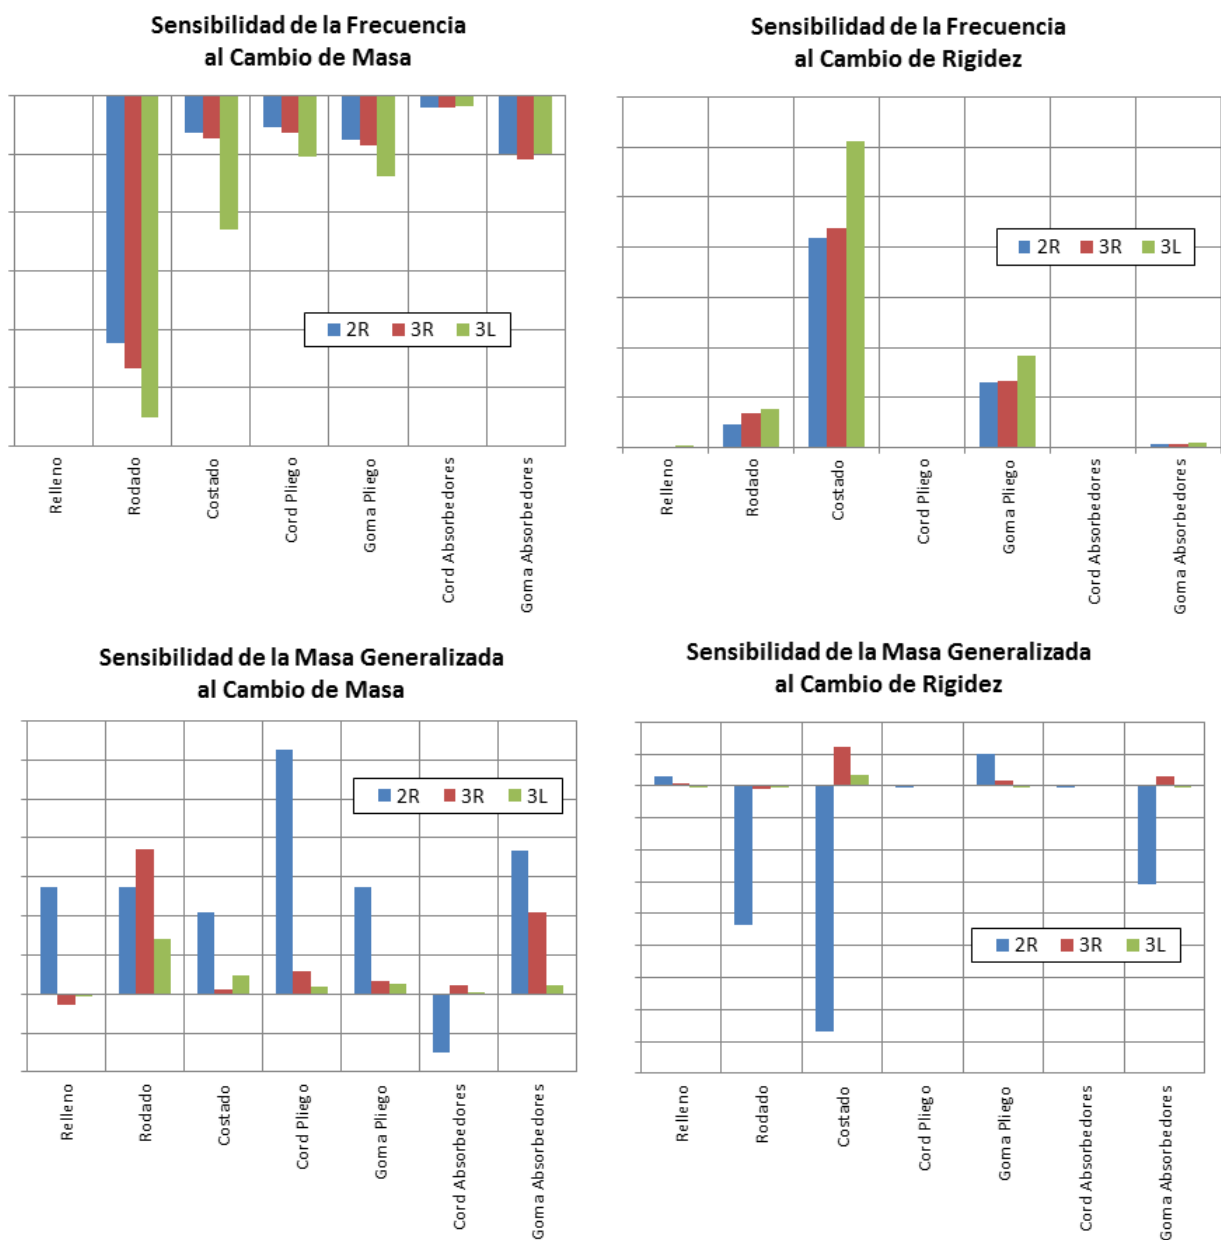 Sensibilidad de la Frecuencia
al Cambio de Masa
2R 3R 3L
Relleno
Rodado
Costado
Cord Pliego
Goma Pliego
Cord Absorbedores
Goma Absorbedores
Sensibilidad de la Frecuencia
al Cambio de Rigidez
2R 3R 3L
Relleno
Rodado
Costado
Cord Pliego
Goma Pliego
Cord Absorbedores
Goma Absorbedores
Sensibilidad de la Masa Generalizada
al Cambio de Masa
2R 3R 3L
Relleno
Rodado
Costado
Cord Pliego
Goma Pliego
Cord Absorbedores
Goma Absorbedores
Sensibilidad de la Masa Generalizada
al Cambio de Rigidez
2R 3R 3L
Relleno
Rodado
Costado
Cord Pliego
Goma Pliego
Cord Absorbedores
Goma Absorbedores